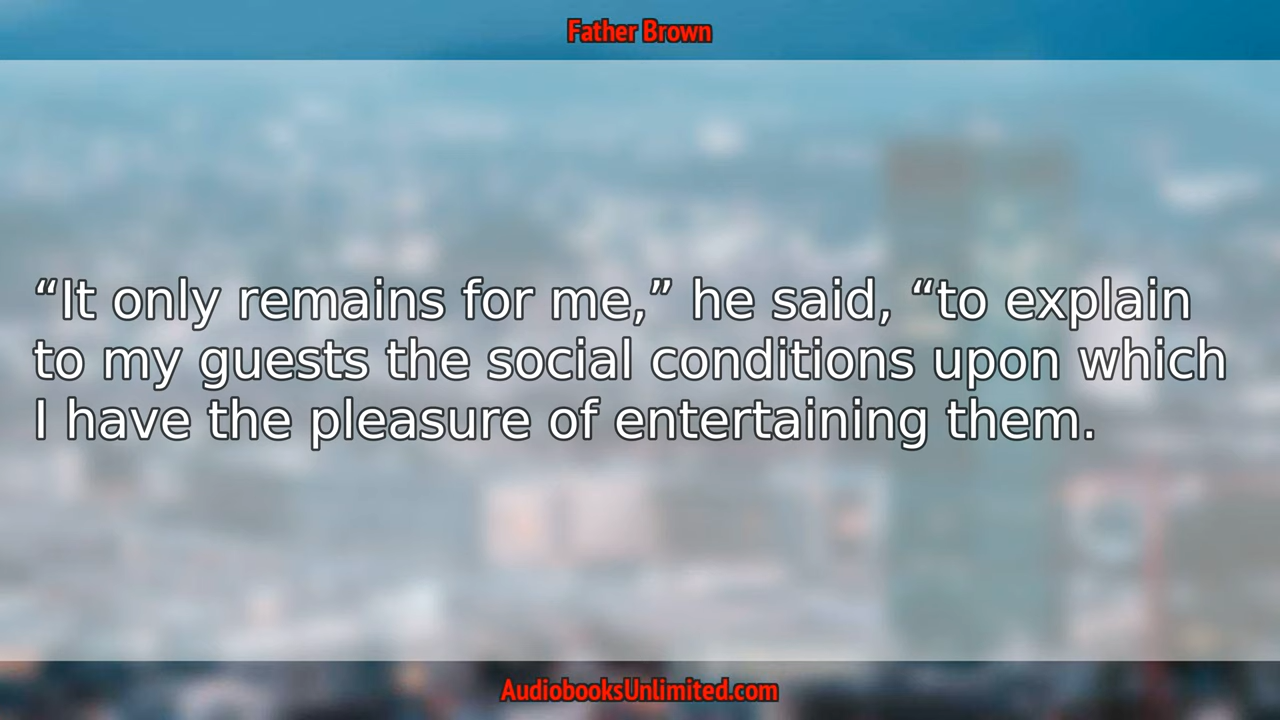 Father Brown
“It only remains for me,” he said, “to explain
to my guests the social conditions upon which
I have the pleasure of entertaining them.
AudiobooksUnlimited.com